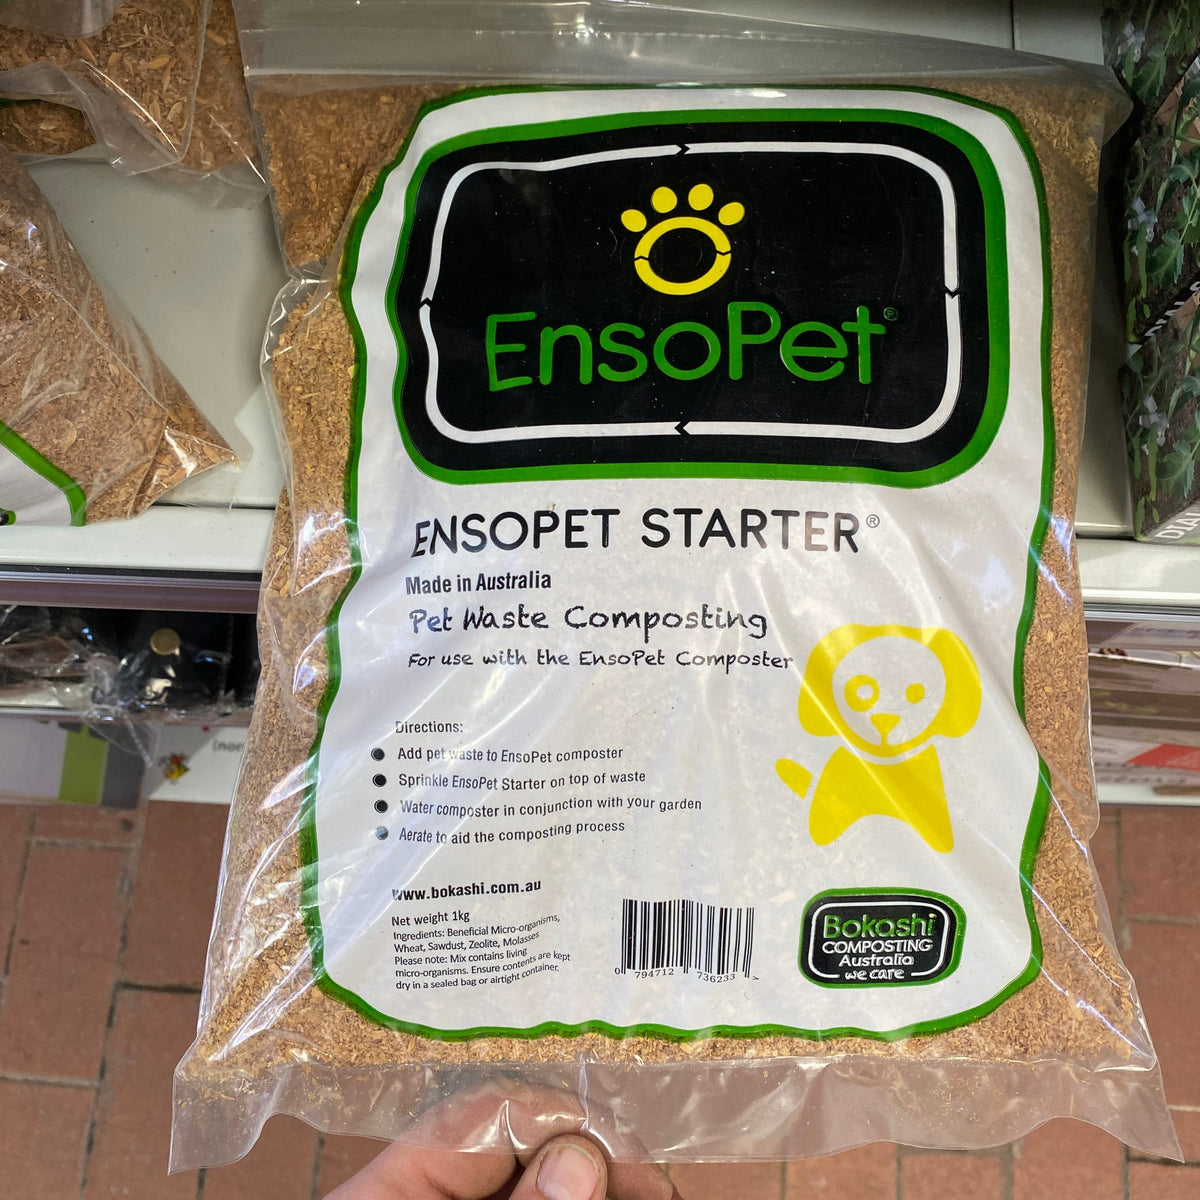 EnsoPet®
ENSOPET STARTER®
Made in Australia
Pet Waste Composting
For use with the EnsoPet Composter
Directions:
Add pet waste to EnsoPet composter
Sprinkle EnsoPet Starter on top of waste
Water composter in conjunction with your garden
Aerate to aid the composting process
www.bokashi.com.au
Net weight 1kg
Ingredients: Beneficial Micro-organisms,
Wheat, Sawdust, Zeolite, Molasses
Please note: Mix contains living
micro-organisms. Ensure contents are kept
dry in a sealed bag or airtight container.
0 794712 736233 >
Bokashi
COMPOSTING
Australia
we care